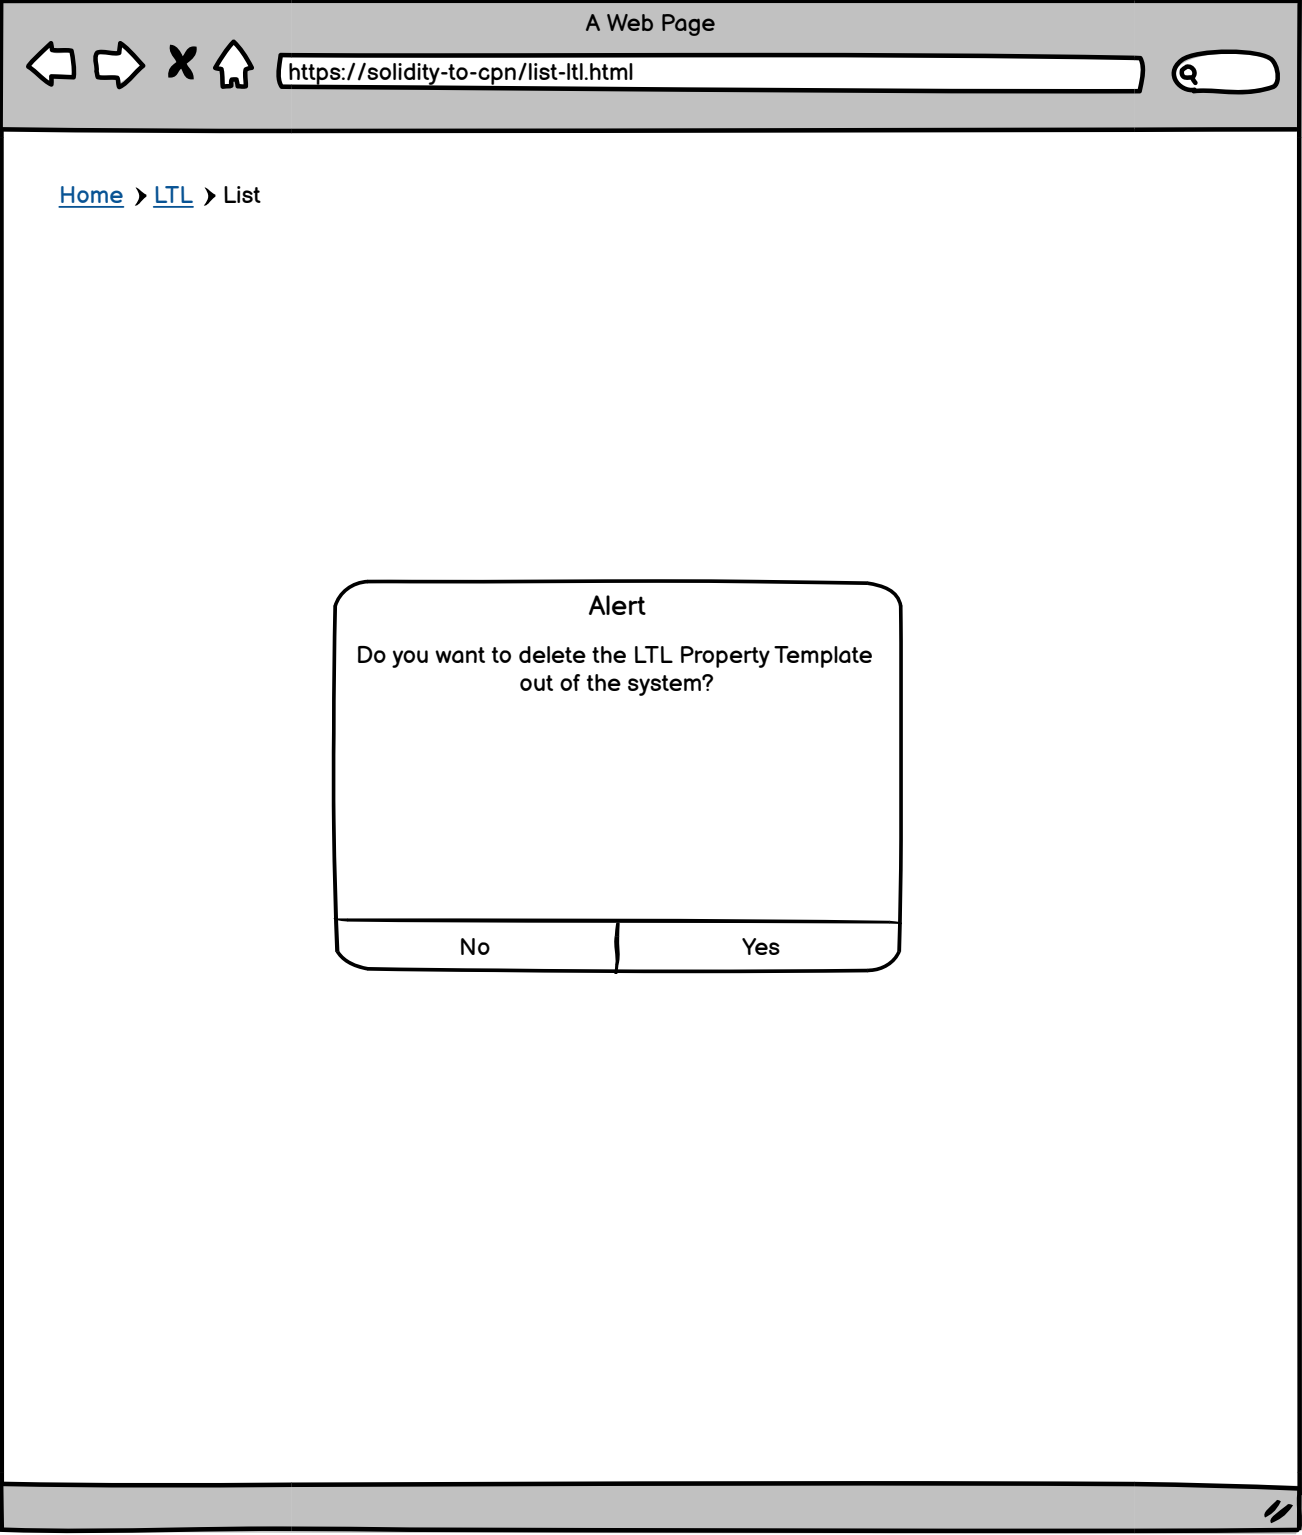 A Web Page
https://solidity-to-cpn/list-ltl.html
Home LTL List
Alert
Do you want to delete the LTL Property Template
out of the system?
No Yes